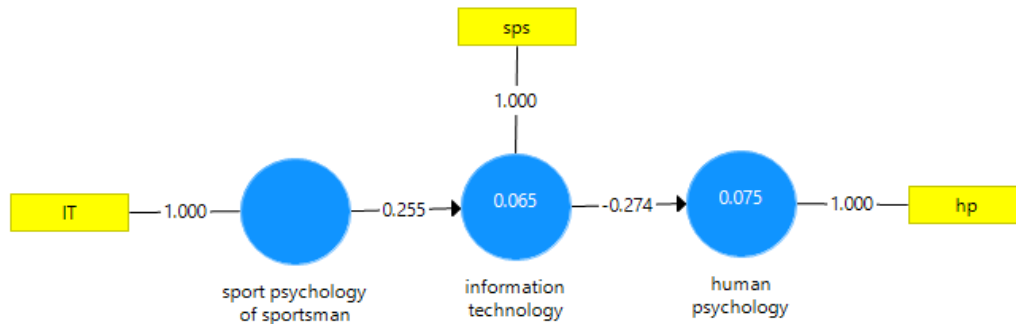 sps
1.000
IT
1.000
0.255
0.065
-0.274
0.075
1.000
hp
sport psychology
of sportsman
information
technology
human
psychology